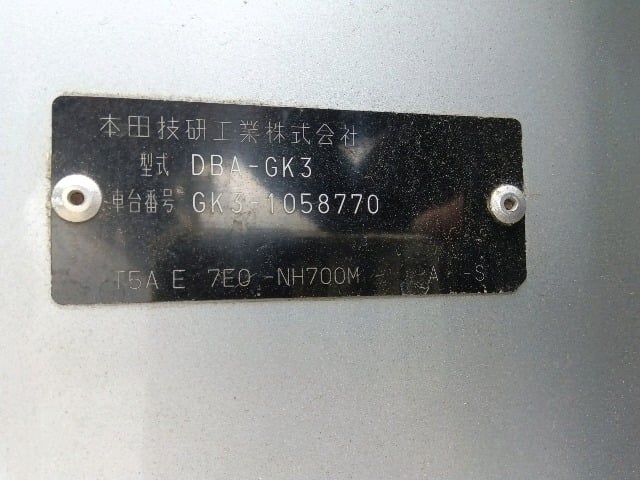 本田技研工業株式会社
型式 DBA-GK3
車台番号 GK3-1058770
T5A E 7E0 -NH700M - A -S